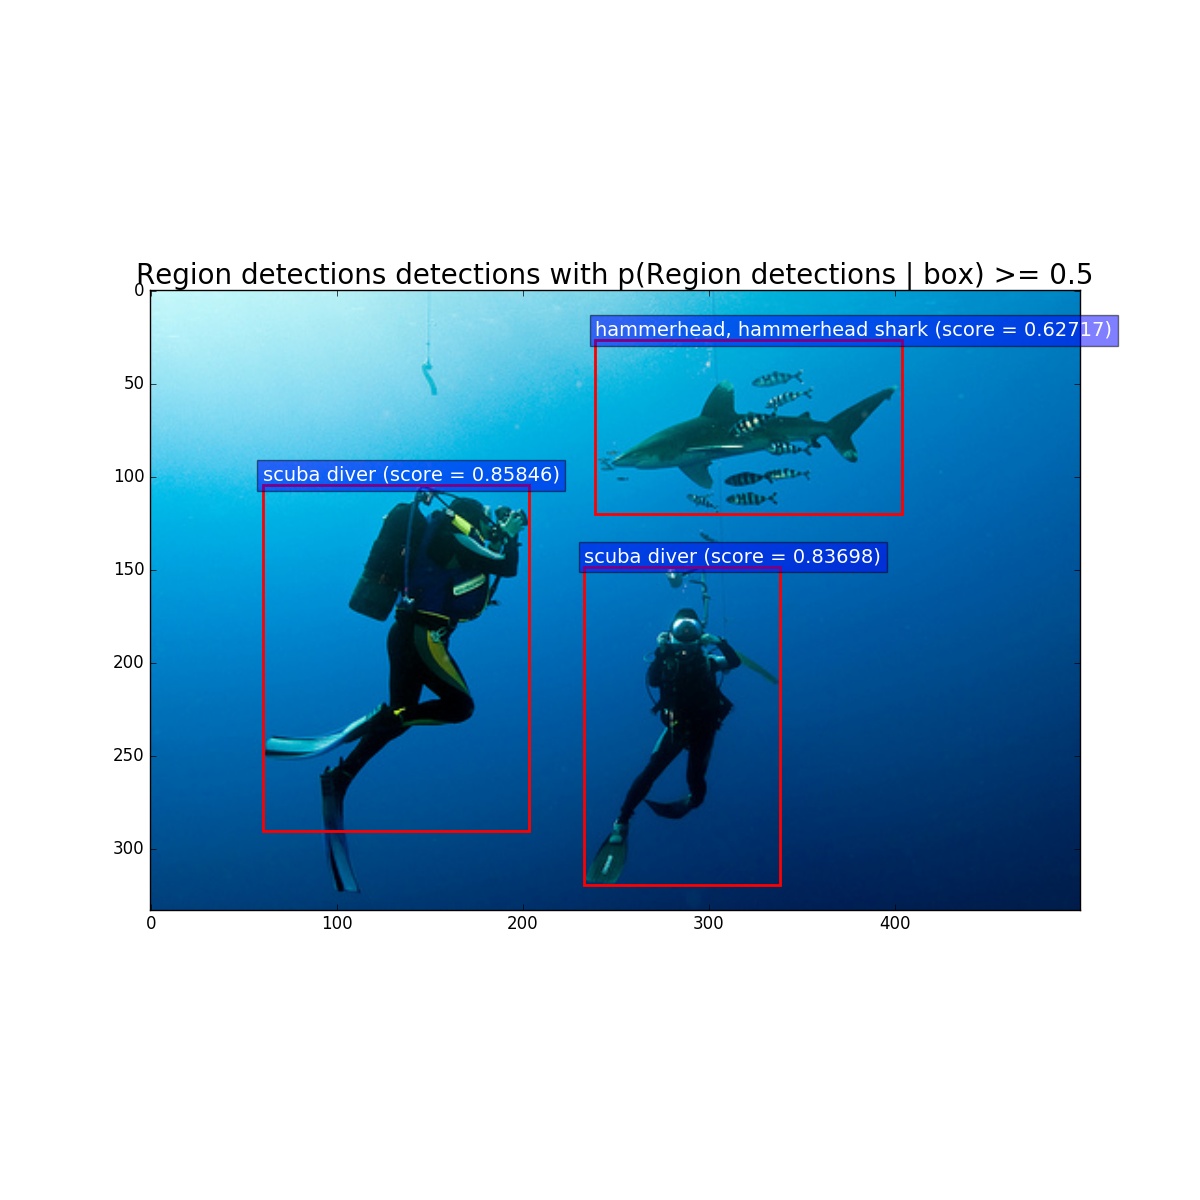 Region detections detections with p(Region detections | box) >= 0.5
0
hammerhead, hammerhead shark (score = 0.62717)
50
scuba diver (score = 0.85846)
100
scuba diver (score = 0.83698)
150
200
250
300
0 100 200 300 400